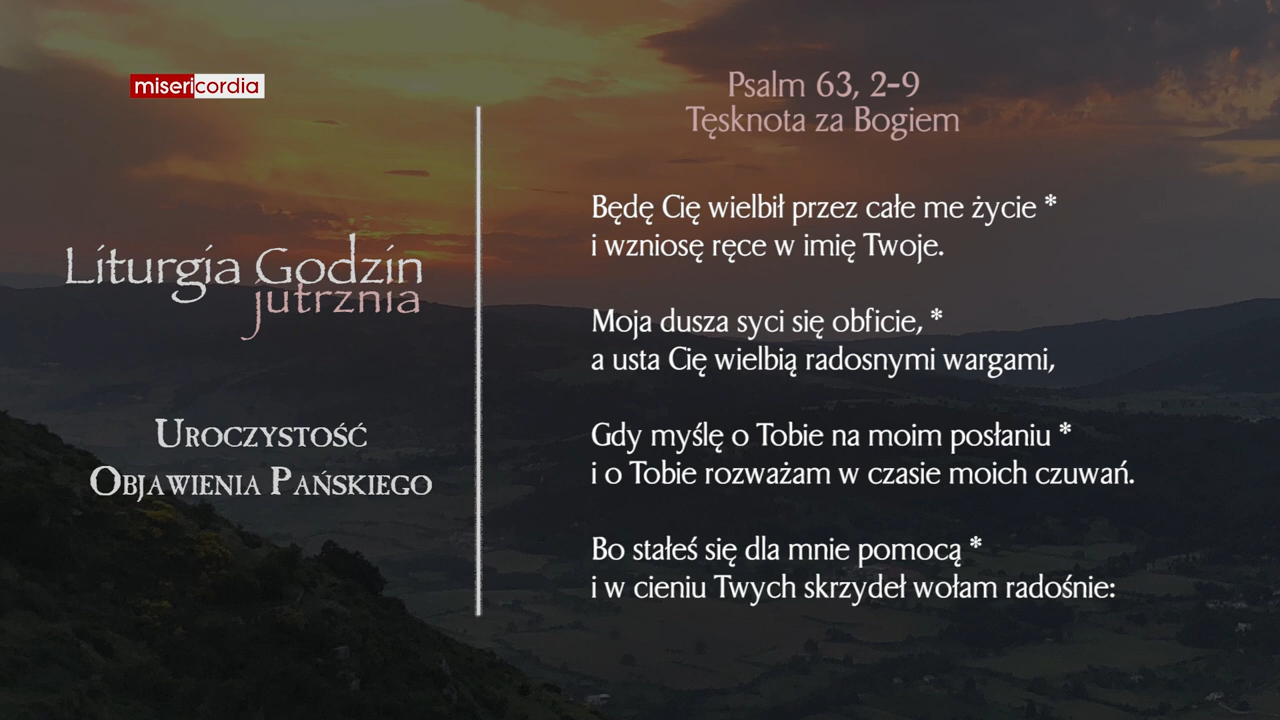 misericordia
Liturgia Godzin
jutrznia
Uroczystość
Objawienia Pańskiego
Psalm 63, 2-9
Tęsknota za Bogiem
Będę Cię wielbił przez całe me życie *
i wzniosę ręce w imię Twoje.
Moja dusza syci się obficie, *
a usta Cię wielbią radosnymi wargami,
Gdy myślę o Tobie na moim posłaniu *
i o Tobie rozważam w czasie moich czuwań.
Bo stałeś się dla mnie pomocą *
i w cieniu Twych skrzydeł wołam radośnie: